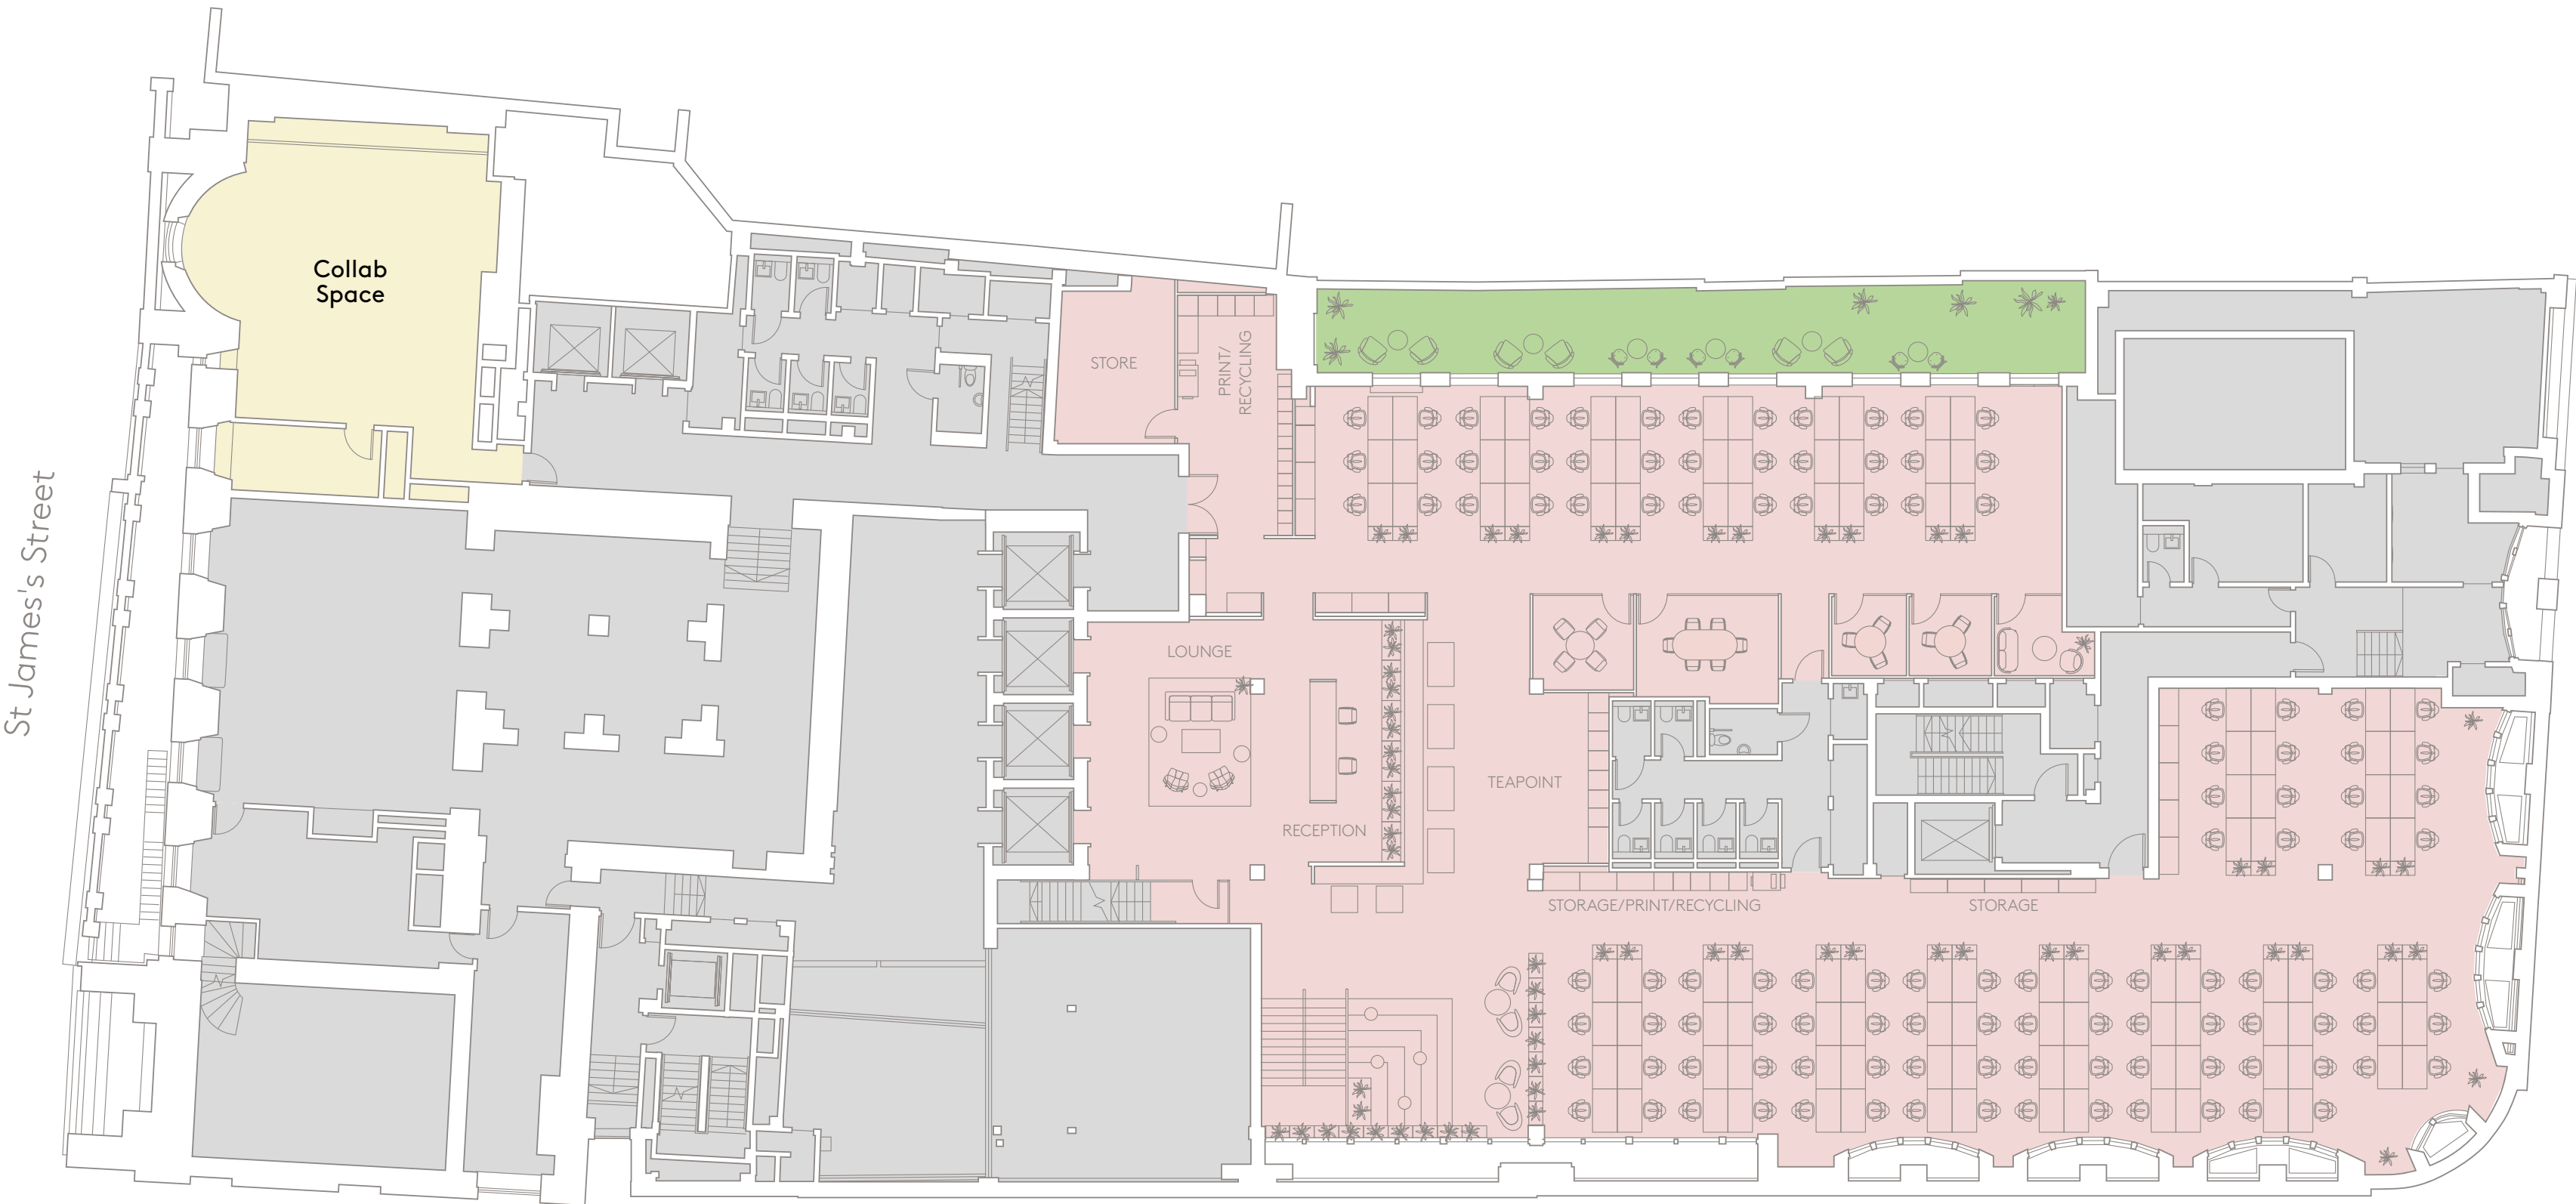 Collab
Space
STORE
PRINT/
RECYCLING
St James's Street
LOUNGE
TEAPOINT
RECEPTION
STORAGE/PRINT/RECYCLING
STORAGE